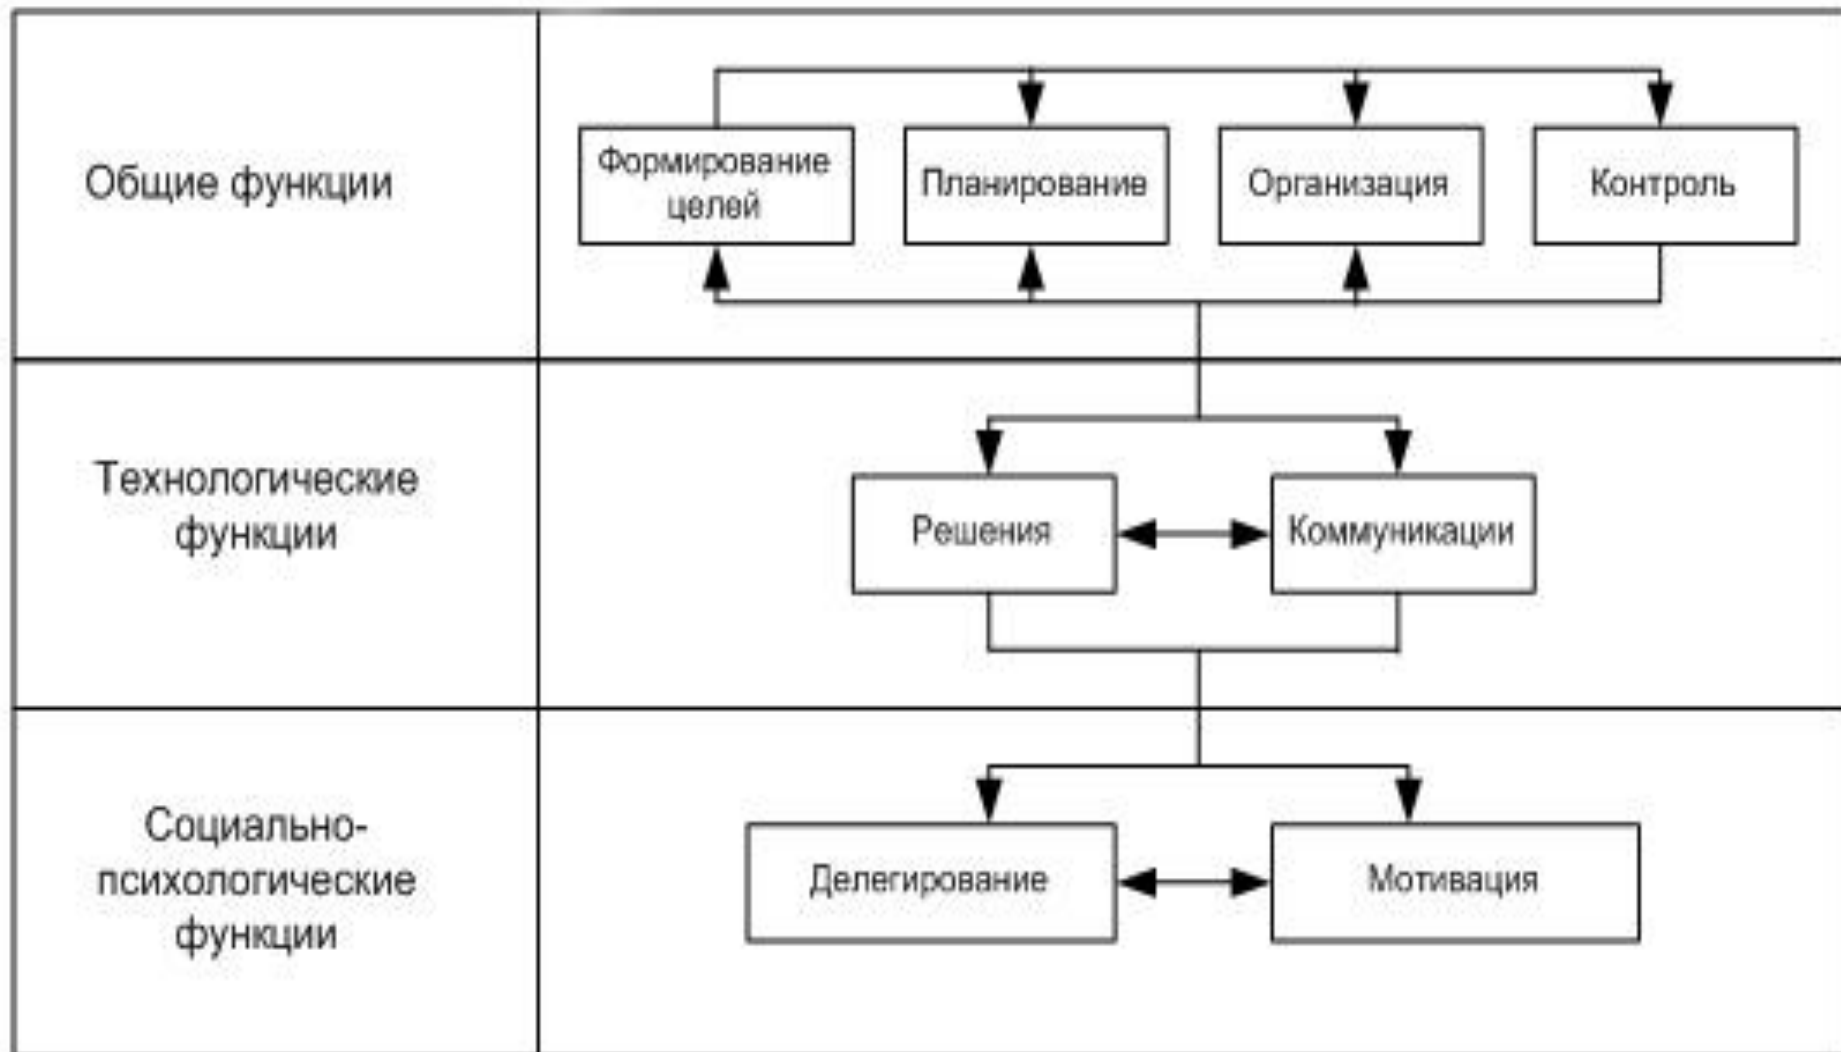 Общие функции
Формирование
целей
Планирование
Организация
Контроль
Технологические
функции
Решения
Коммуникации
Социально-
психологические
функции
Делегирование
Мотивация